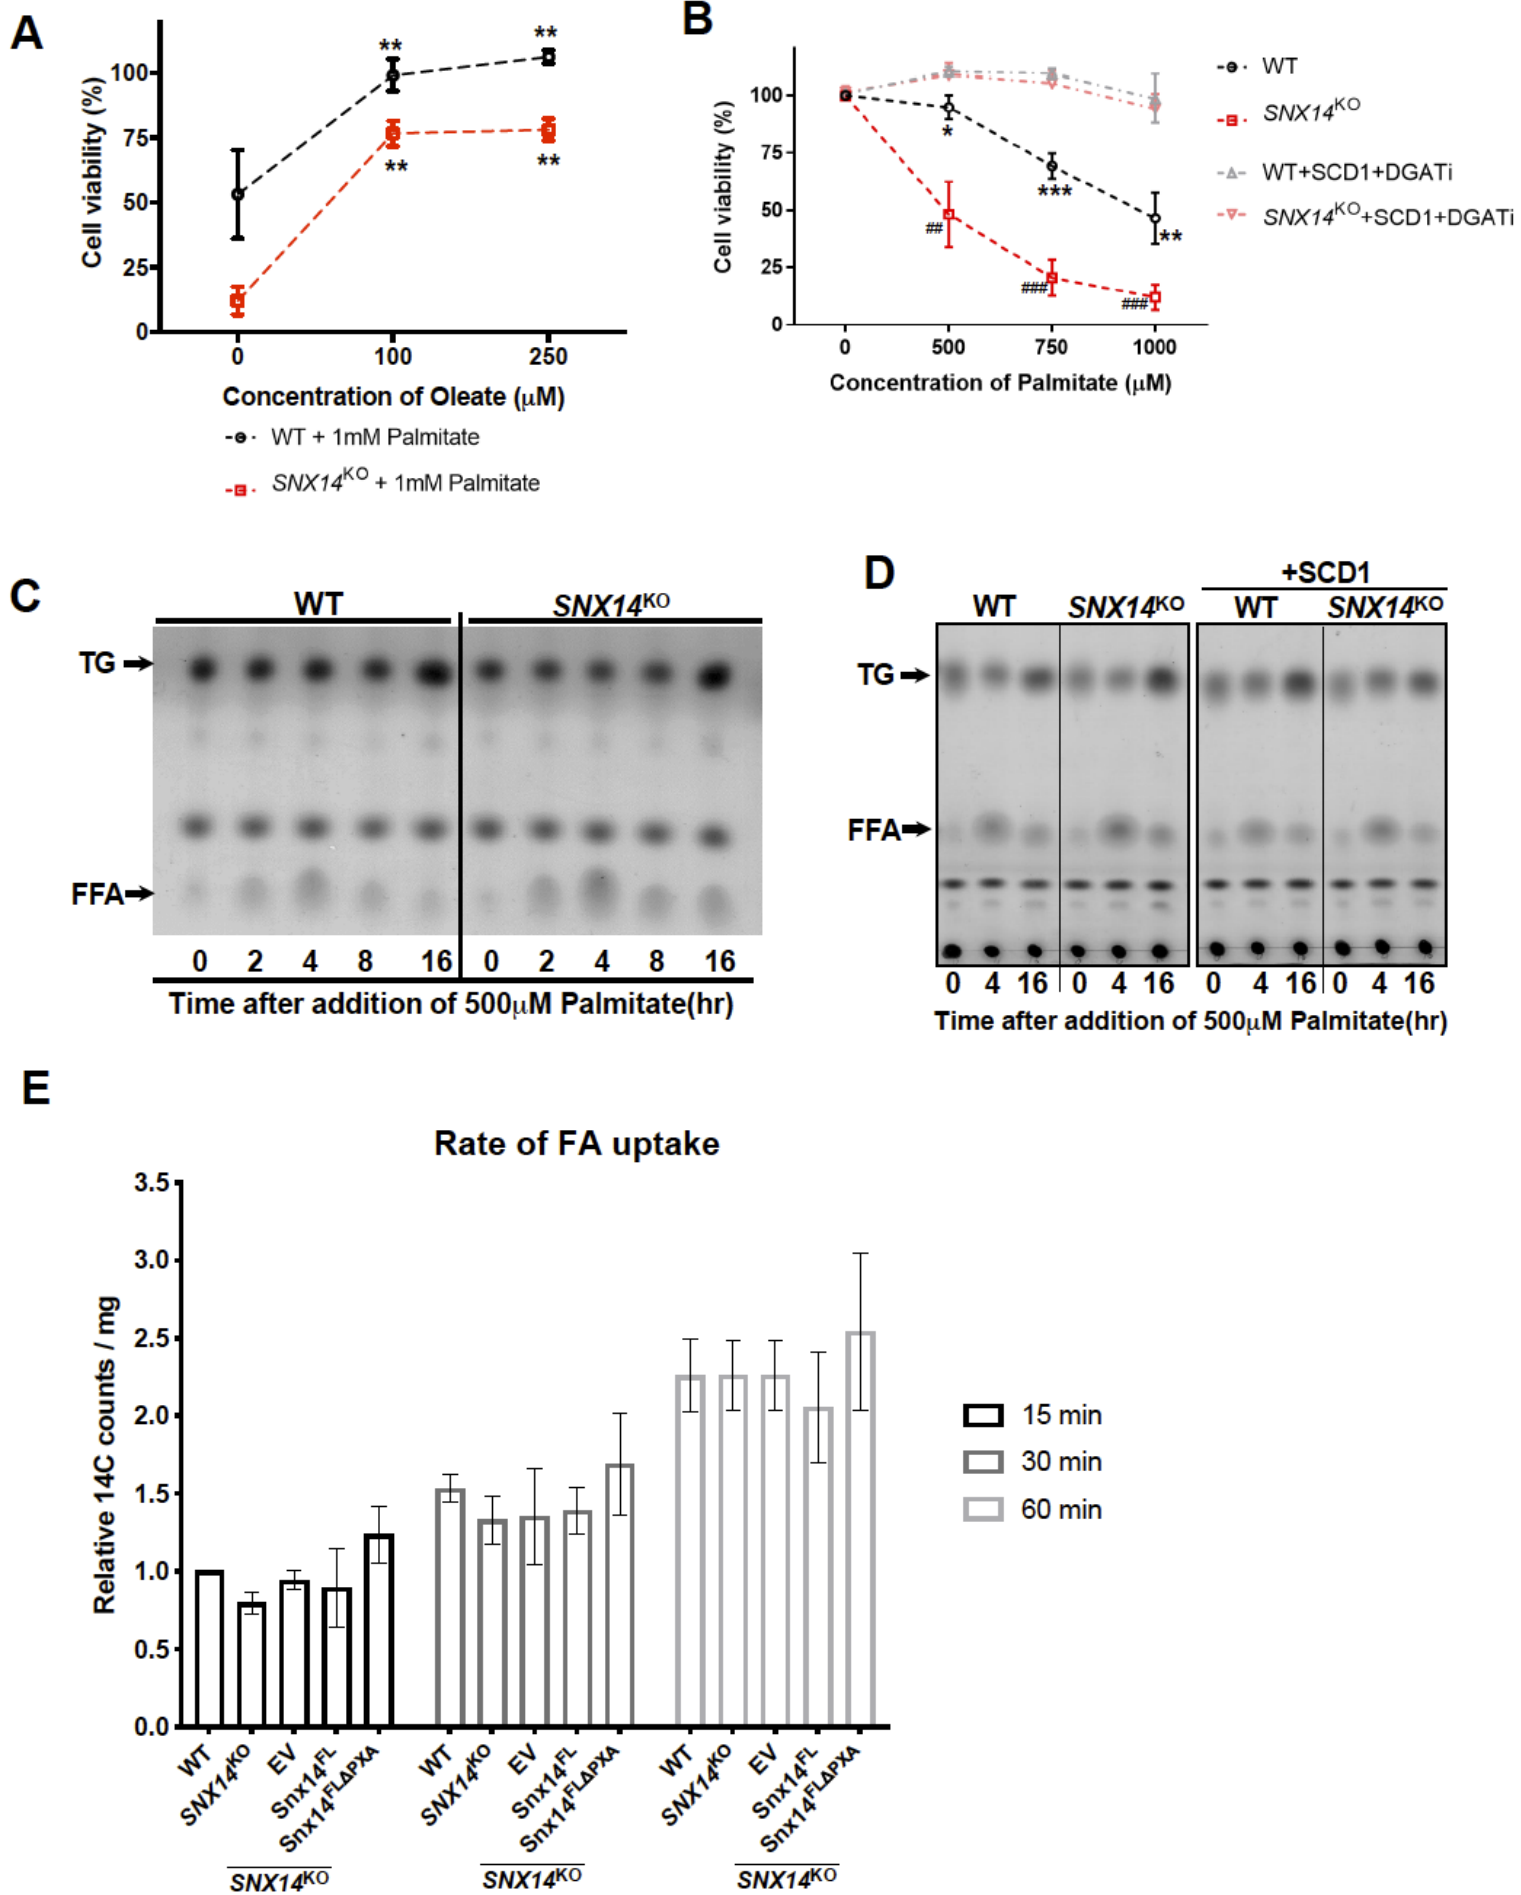 A
Cell viability (%)
100
75
50
25
0
**
**
**
**
0 100 250
Concentration of Oleate (μM)
WT + 1mM Palmitate
SNX14KO + 1mM Palmitate
B
Cell viability (%)
100
75
50
25
0
*
***
**
##
###
###
0 500 750 1000
Concentration of Palmitate (μM)
WT
SNX14KO
WT+SCD1+DGATi
SNX14KO+SCD1+DGATi
C
WT SNX14KO
TG
FFA
0 2 4 8 16 0 2 4 8 16
Time after addition of 500μM Palmitate(hr)
D
+SCD1
WT SNX14KO WT SNX14KO
TG
FFA
0 4 16 0 4 16 0 4 16 0 4 16
Time after addition of 500μM Palmitate(hr)
E
Rate of FA uptake
Relative 14C counts / mg
3.5
3.0
2.5
2.0
1.5
1.0
0.5
0.0
WT SNX14KO EV Snx14FL Snx14FLΔPXA WT SNX14KO EV Snx14FL Snx14FLΔPXA WT SNX14KO EV Snx14FL Snx14FLΔPXA
SNX14KO SNX14KO SNX14KO
15 min
30 min
60 min